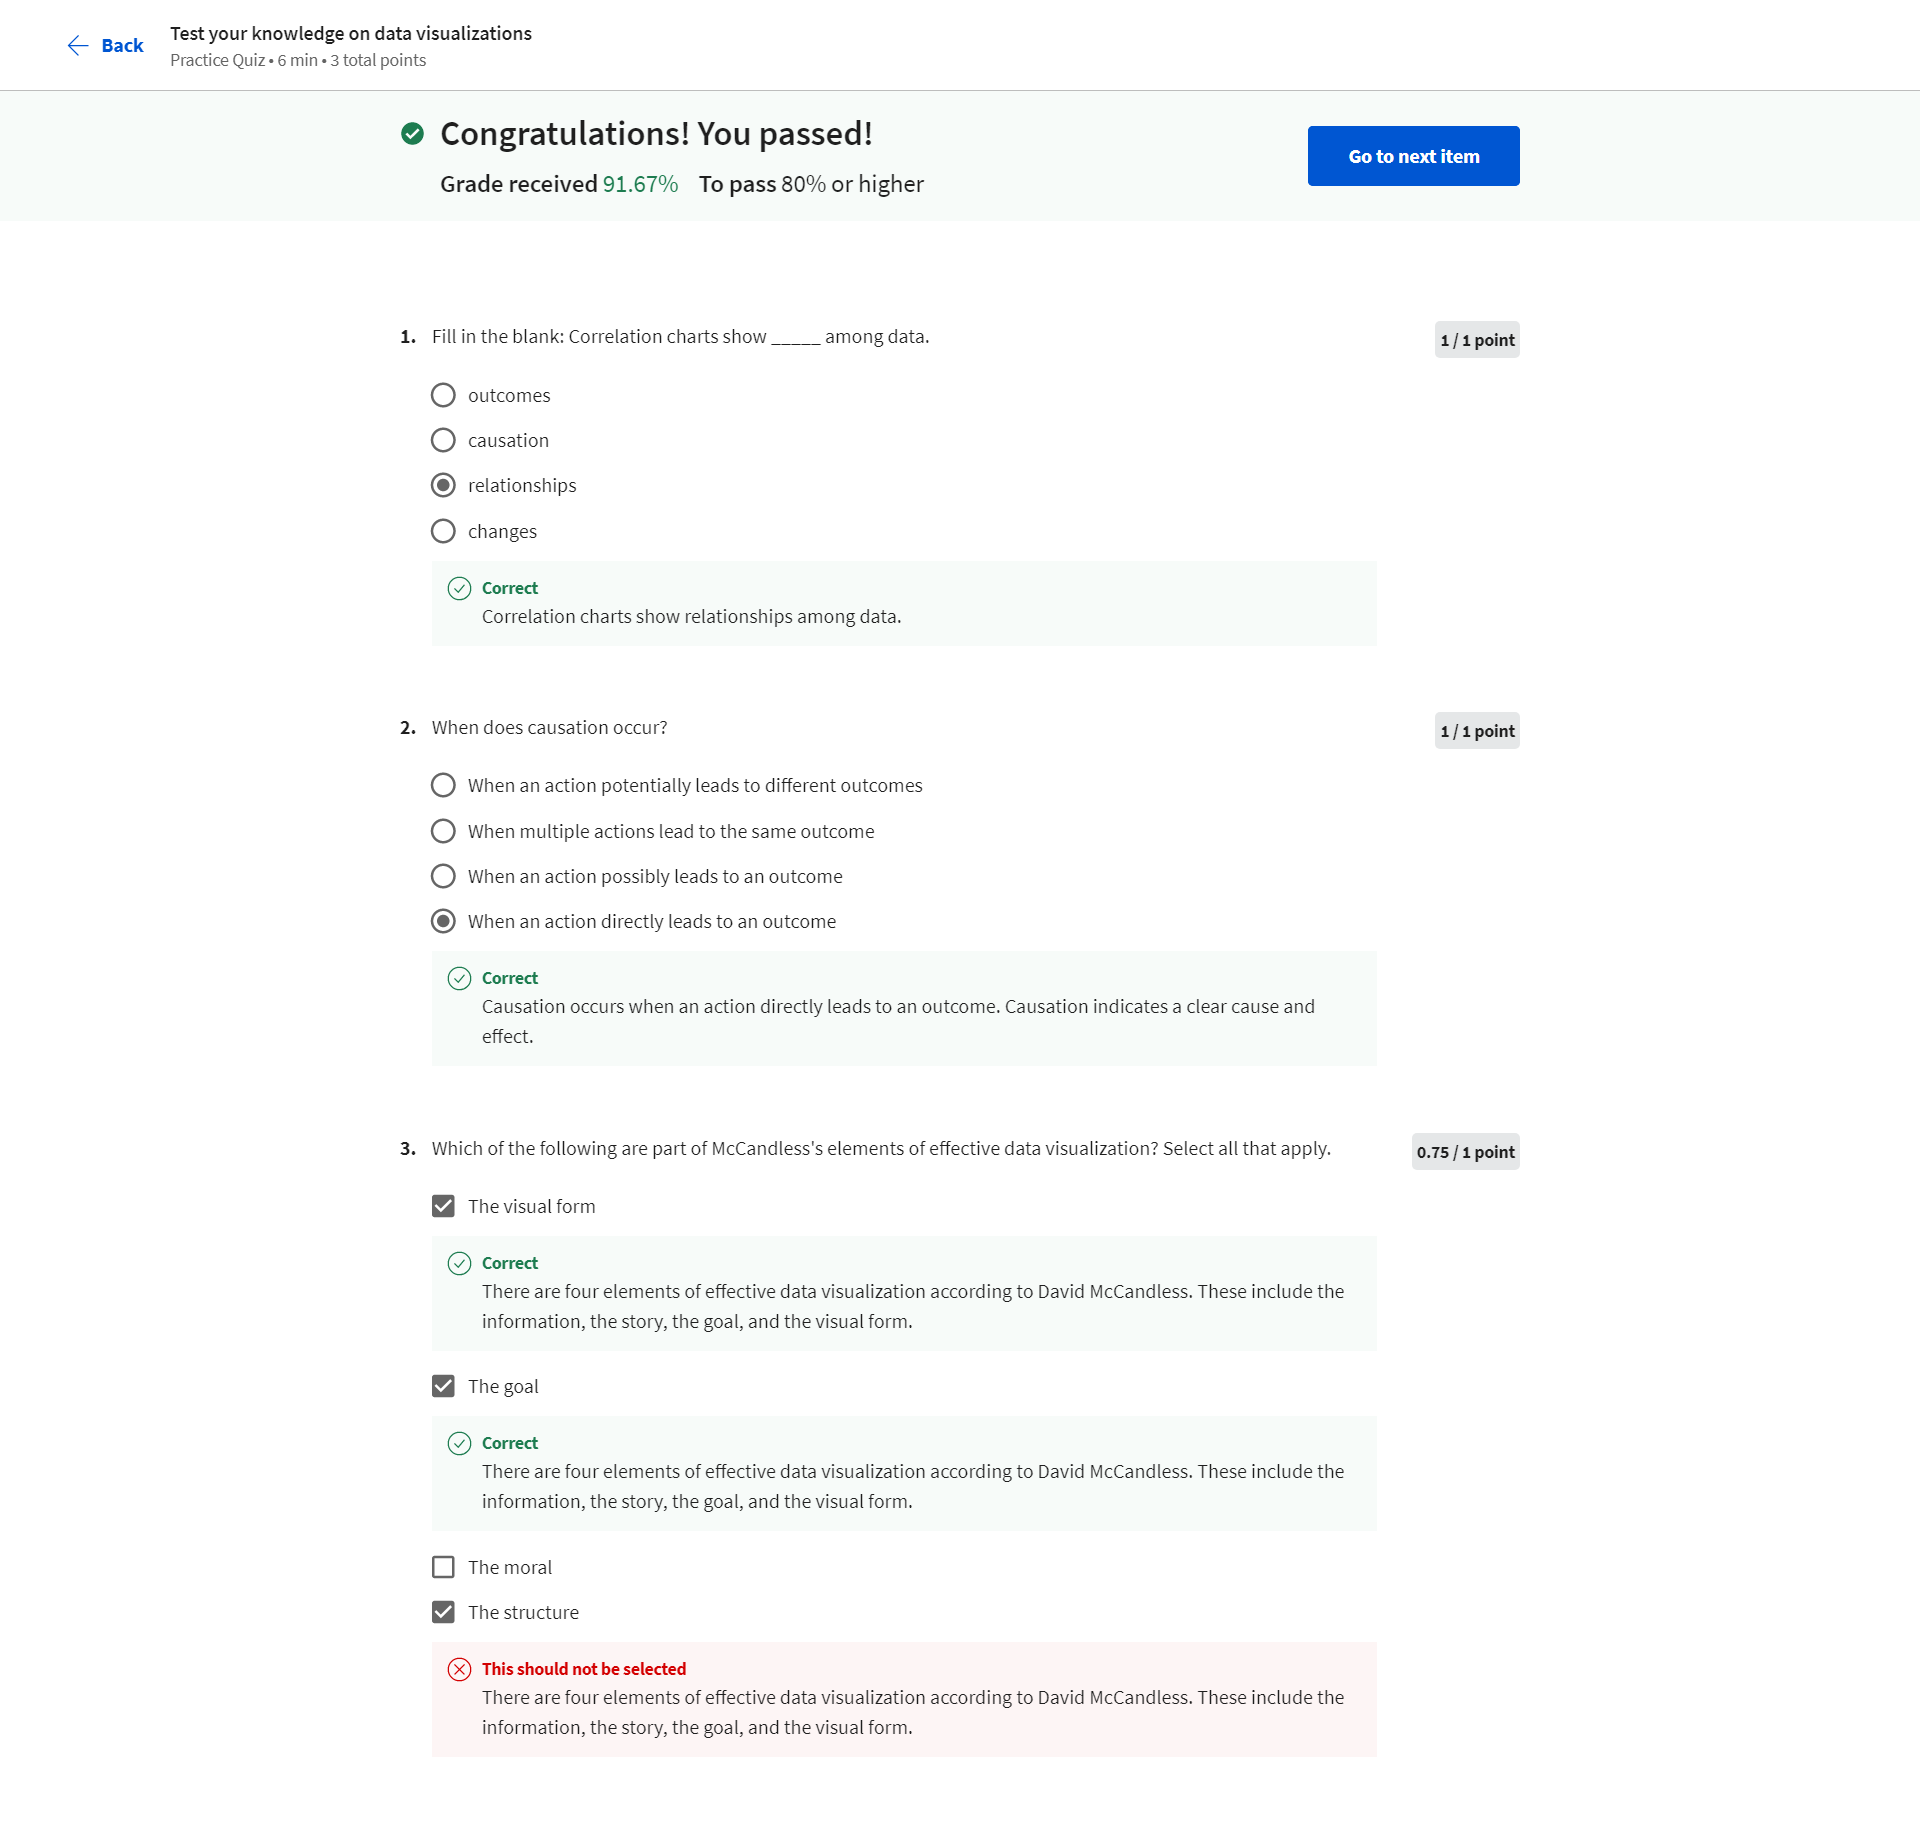 Back
Test your knowledge on data visualizations
Practice Quiz • 6 min • 3 total points
Congratulations! You passed!
Grade received 91.67% To pass 80% or higher
Go to next item
1. Fill in the blank: Correlation charts show _____ among data.
1 / 1 point
outcomes
causation
relationships
changes
Correct
Correlation charts show relationships among data.
2. When does causation occur?
1 / 1 point
When an action potentially leads to different outcomes
When multiple actions lead to the same outcome
When an action possibly leads to an outcome
When an action directly leads to an outcome
Correct
Causation occurs when an action directly leads to an outcome. Causation indicates a clear cause and
effect.
3. Which of the following are part of McCandless's elements of effective data visualization? Select all that apply.
0.75 / 1 point
The visual form
Correct
There are four elements of effective data visualization according to David McCandless. These include the
information, the story, the goal, and the visual form.
The goal
Correct
There are four elements of effective data visualization according to David McCandless. These include the
information, the story, the goal, and the visual form.
The moral
The structure
This should not be selected
There are four elements of effective data visualization according to David McCandless. These include the
information, the story, the goal, and the visual form.